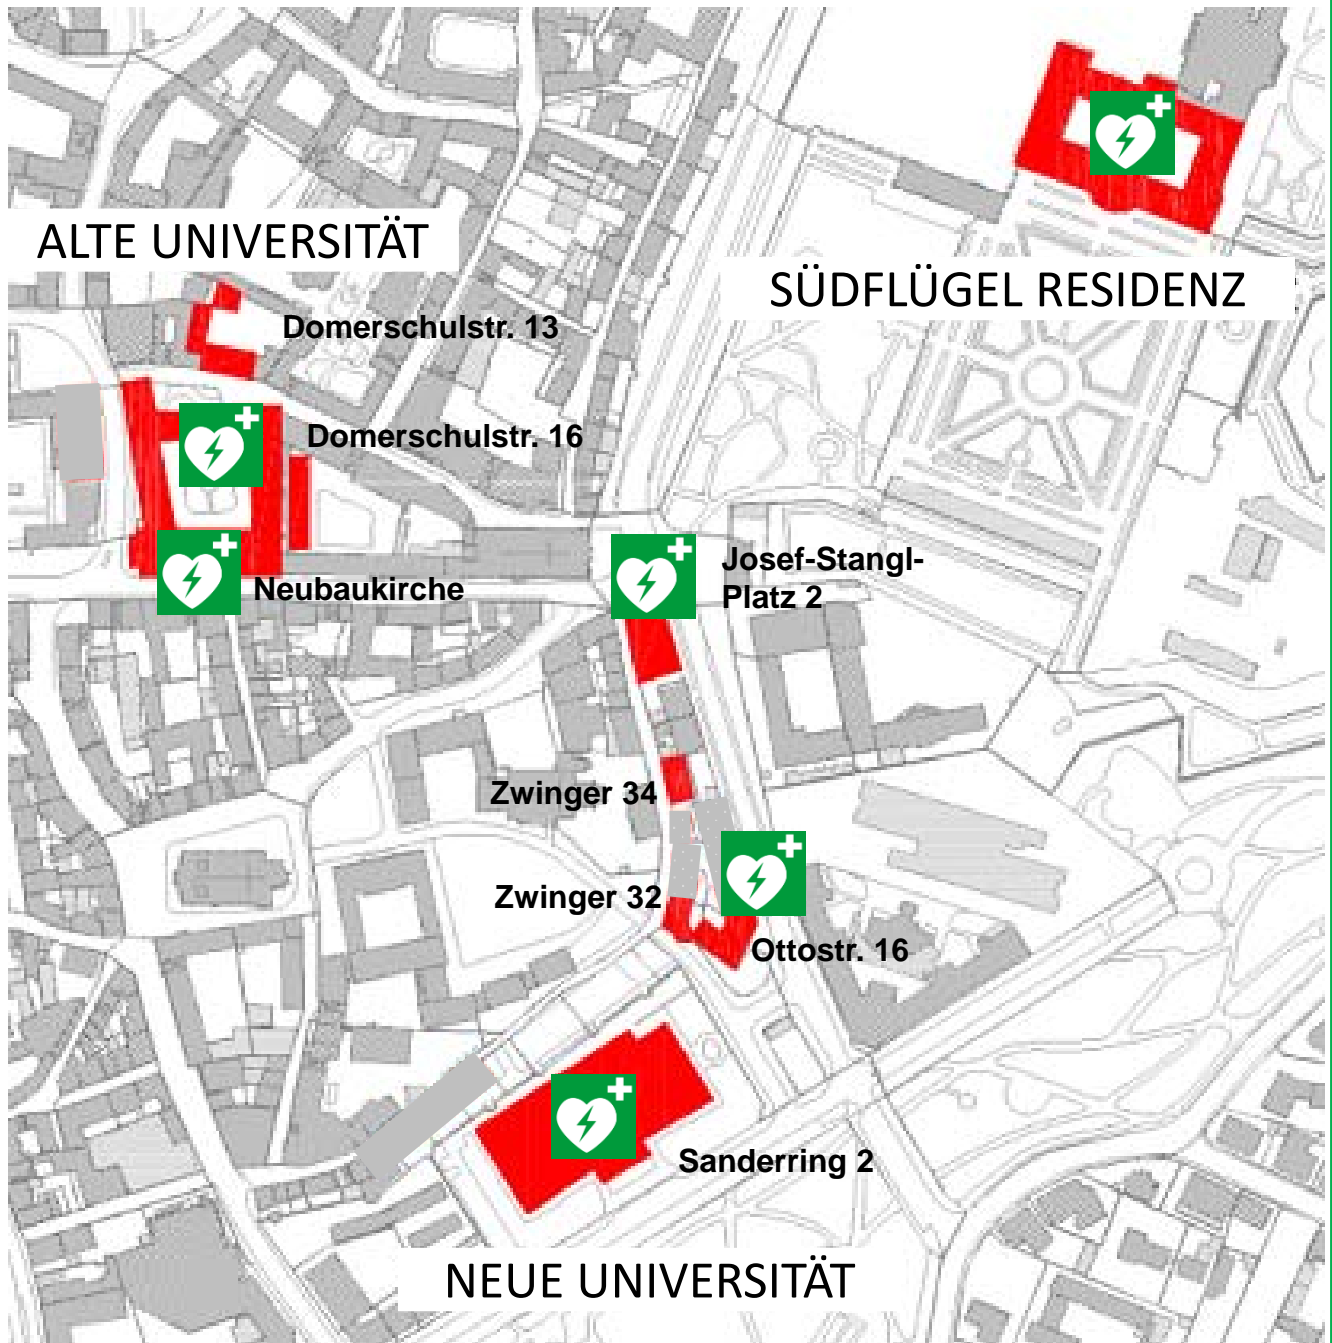 ALTE UNIVERSITÄT
SÜDFLÜGEL RESIDENZ
Domerschulstr. 13
Domerschulstr. 16
Josef-Stangl-
Platz 2
Neubaukirche
Zwinger 34
Zwinger 32
Ottostr. 16
Sanderring 2
NEUE UNIVERSITÄT